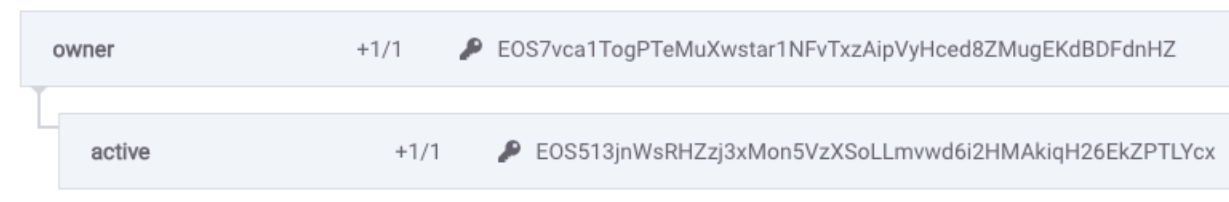 owner +1/1 EOS7vca1TogPTeMuXwstar1NFvTxzAipVyHced8ZMugEKdBDFdnHZ
active +1/1 EOS513jnWsRHZzj3xMon5VzXSoLLmvwd6i2HMAkiqH26EkZPTLYcx